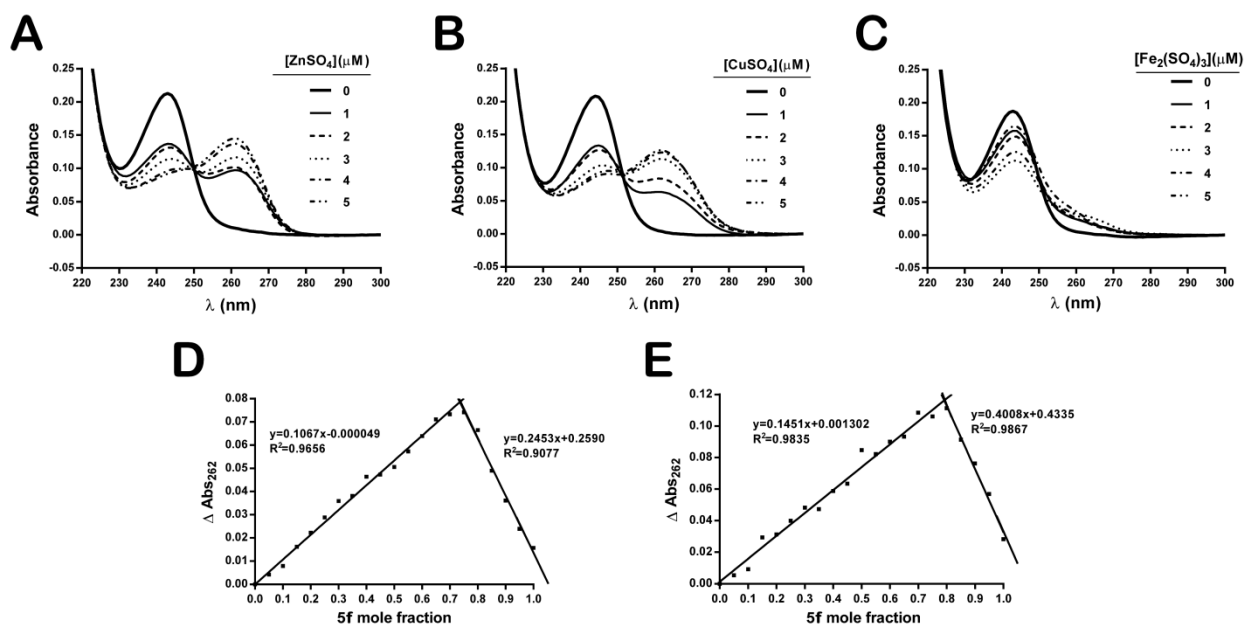 A
[ZnSO4](μM)
0
1
2
3
4
5
0.25
0.20
0.15
0.10
0.05
0.00
-0.05
Absorbance
220 230 240 250 260 270 280 290 300
λ (nm)
B
[CuSO4](μM)
0
1
2
3
4
5
0.25
0.20
0.15
0.10
0.05
0.00
-0.05
Absorbance
220 230 240 250 260 270 280 290 300
λ (nm)
C
[Fe2(SO4)3](μM)
0
1
2
3
4
5
0.25
0.20
0.15
0.10
0.05
0.00
-0.05
Absorbance
220 230 240 250 260 270 280 290 300
λ (nm)
D
0.08
0.07
0.06
0.05
0.04
0.03
0.02
0.01
0.00
Δ Abs262
y=0.1067x-0.000049
R2=0.9656
y=0.2453x+0.2590
R2=0.9077
0.0 0.1 0.2 0.3 0.4 0.5 0.6 0.7 0.8 0.9 1.0
5f mole fraction
E
0.12
0.10
0.08
0.06
0.04
0.02
0.00
Δ Abs262
y=0.1451x+0.001302
R2=0.9835
y=0.4008x+0.4335
R2=0.9867
0.0 0.1 0.2 0.3 0.4 0.5 0.6 0.7 0.8 0.9 1.0
5f mole fraction